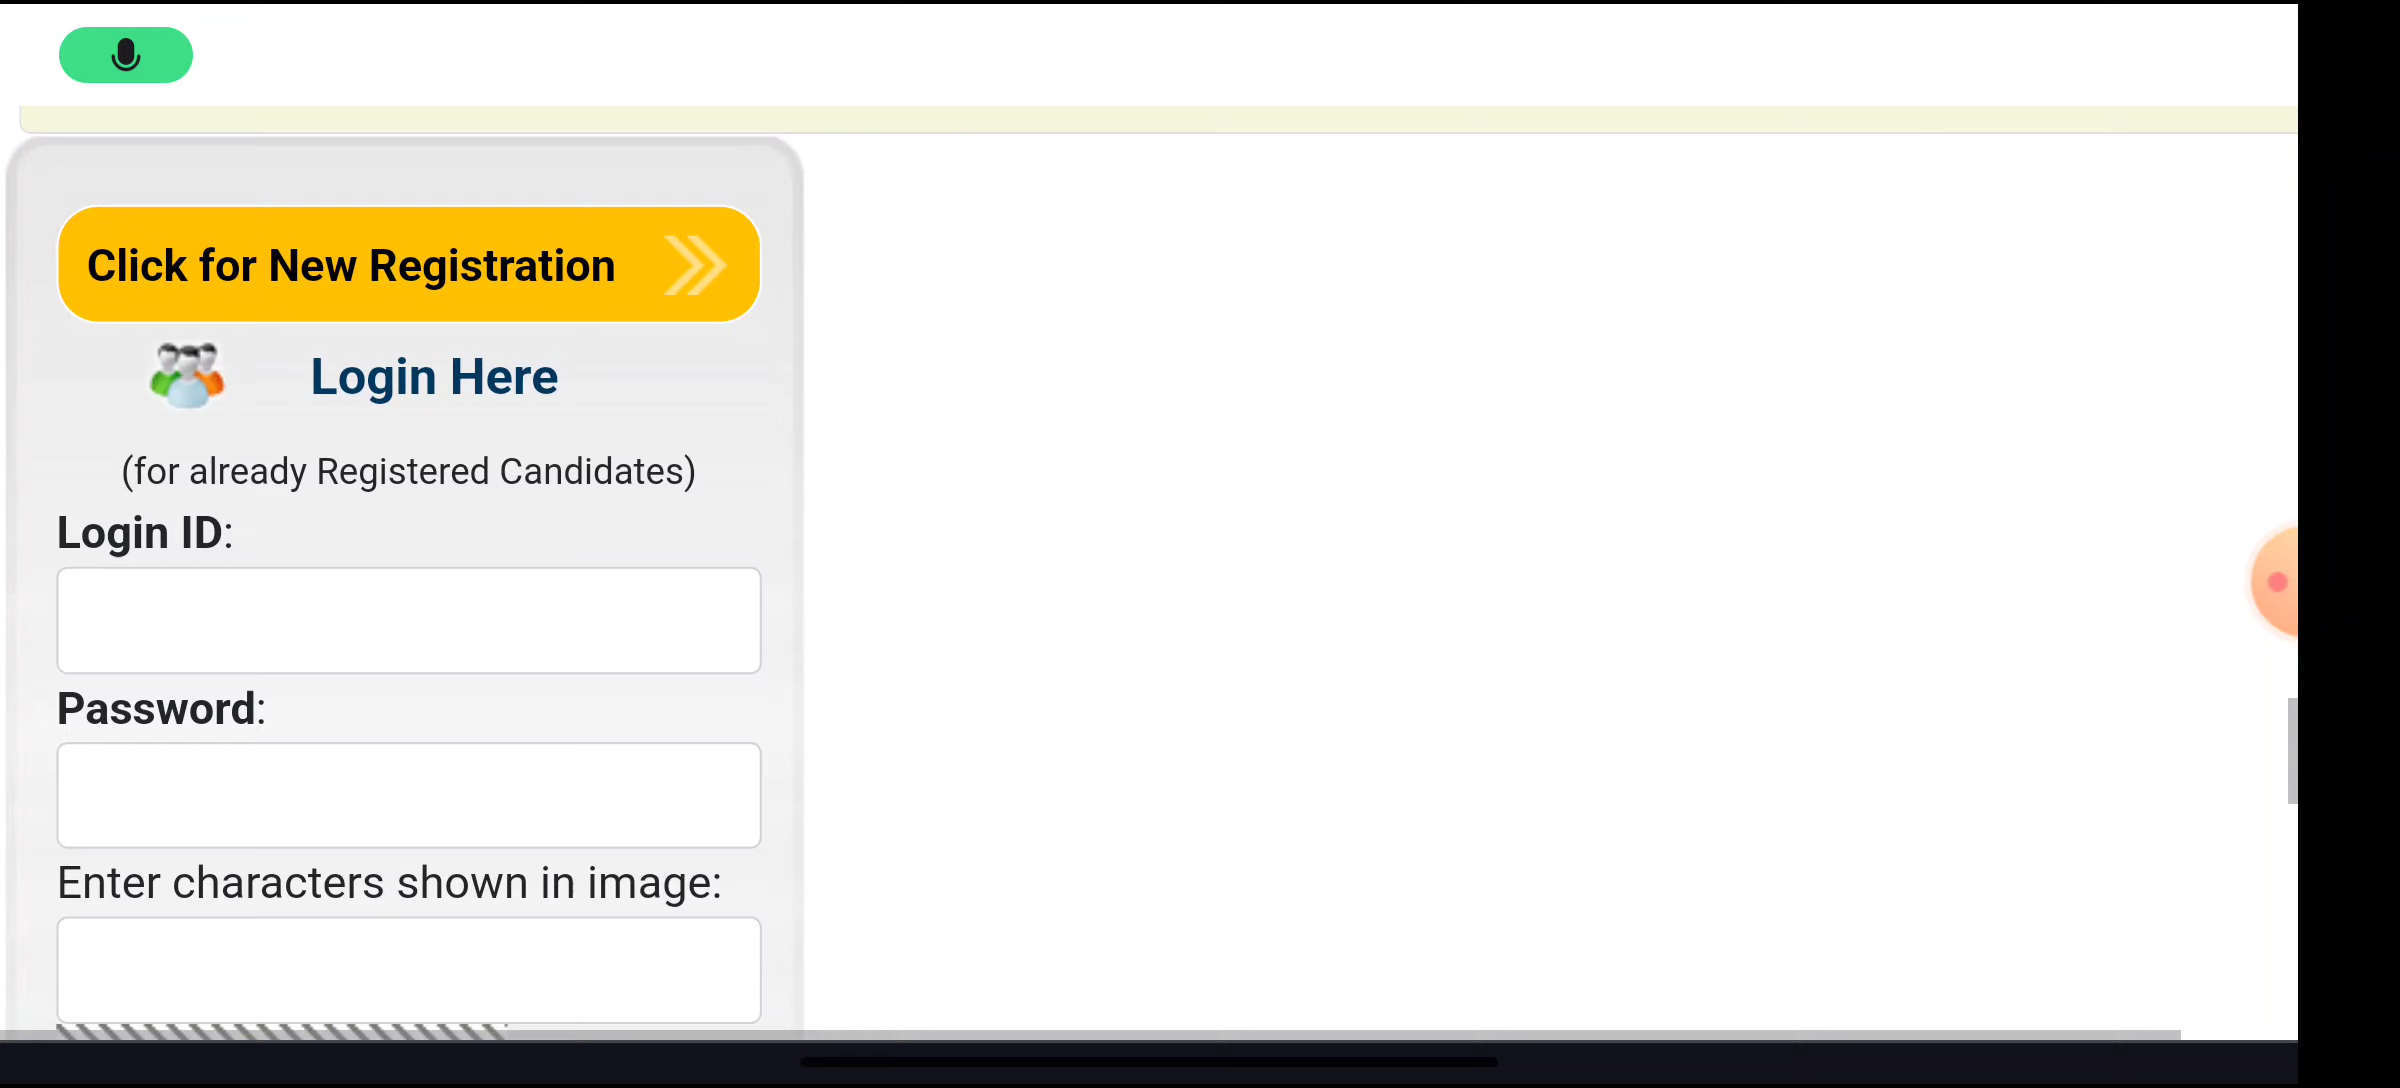 Click for New Registration
Login Here
(for already Registered Candidates)
Login ID:
Password:
Enter characters shown in image: